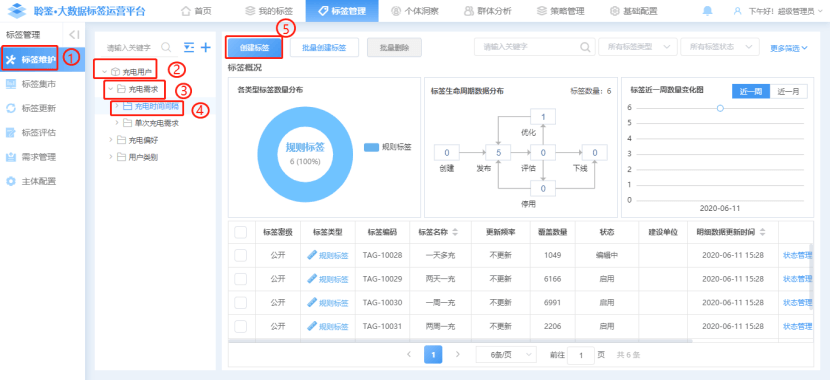 聆筌•大数据标签运营平台 首页 我的标签 标签管理 个体洞察 群体分析 策略管理 基础配置 下午好! 超级管理员
标签管理
标签维护 ①
标签集市
标签更新
标签评估
需求管理
主体配置
请输入关键字
充电用户 ②
充电需求 ③
充电时间间隔 ④
单次充电需求
充电偏好
用户类别
⑤
创建标签 批量创建标签 批量删除 请输入关键字 所有标签类型 所有标签状态 更多筛选
标签概况
各类型标签数量分布
规则标签
6 (100%)
规则标签
标签生命周期数据分布 标签数量: 6
1
优化
0 5 0 0
创建 发布 评估 下线
0
停用
标签近一周数量变化图 近一周 近一月
6
5
4
3
2
1
0
2020-06-11
标签密级 标签类型 标签编码 标签名称 更新频率 覆盖数量 状态 建设单位 明细数据更新时间
公开 规则标签 TAG-10028 一天多充 不更新 1049 编辑中 2020-06-11 15:28 状态管理
公开 规则标签 TAG-10029 两天一充 不更新 6166 启用 2020-06-11 15:28 状态管理
公开 规则标签 TAG-10030 一周一充 不更新 6991 启用 2020-06-11 15:28 状态管理
公开 规则标签 TAG-10031 两周一充 不更新 2206 启用 2020-06-11 15:28 状态管理
< 1 > 6条/页 前往 1 页 共 6 条